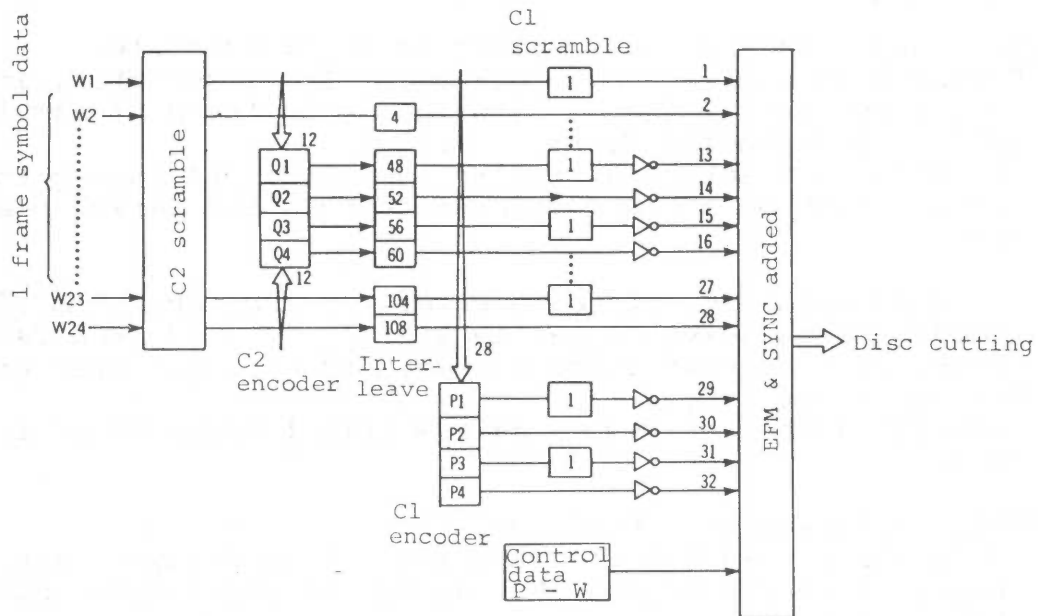 C1
scramble
1 frame symbol data
W1
W2
W23
W24
C2 scramble
12
Q1
Q2
Q3
Q4
12
C2
encoder
4
48
52
56
60
104
108
Inter-
leave
28
1
1
1
1
P1
P2
P3
P4
1
1
C1
encoder
1
2
13
14
15
16
27
28
29
30
31
32
Control
data
P - W
EFM & SYNC added
Disc cutting